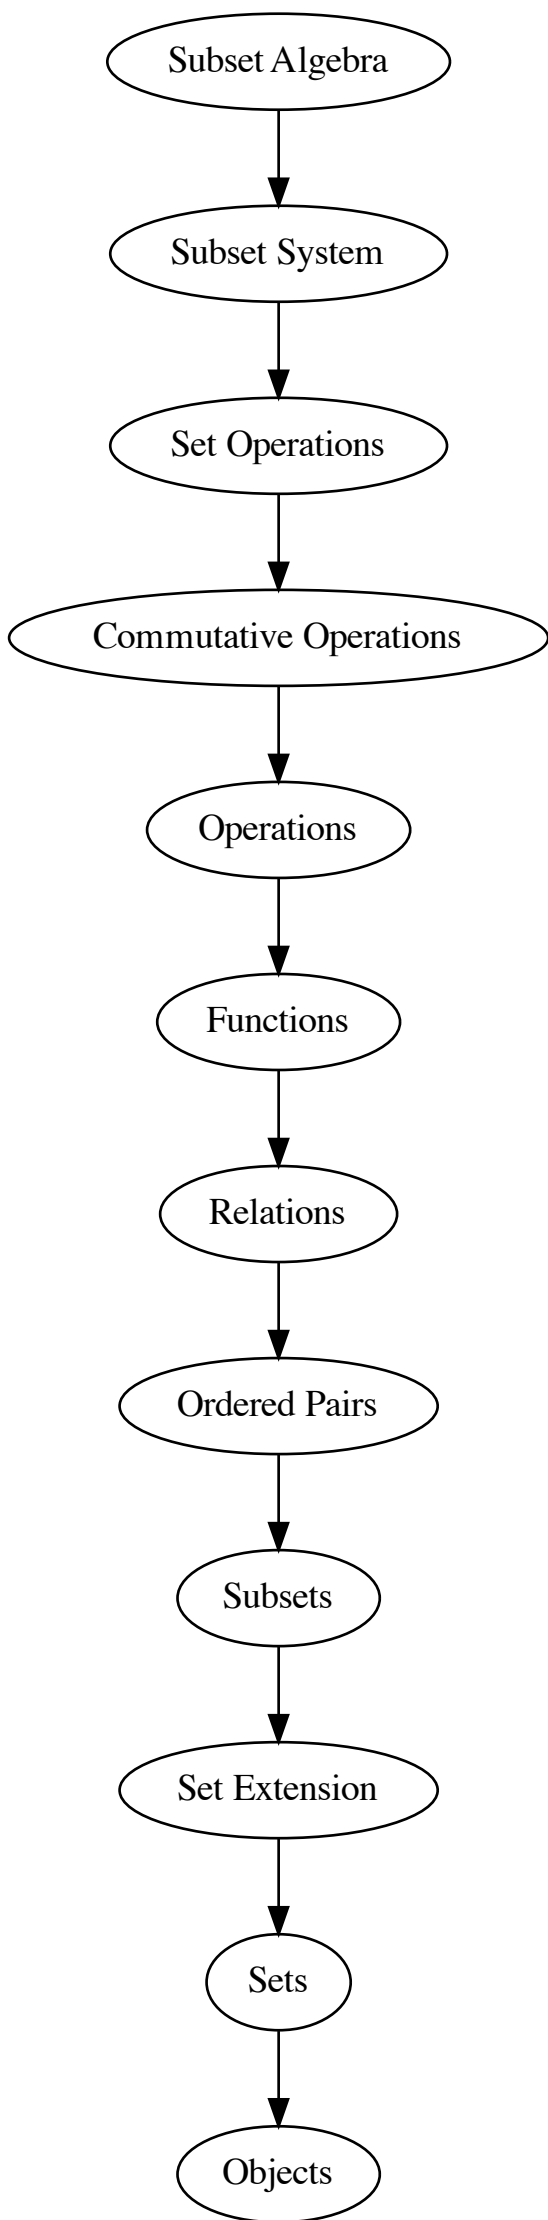 Subset Algebra
Subset System
Set Operations
Commutative Operations
Operations
Functions
Relations
Ordered Pairs
Subsets
Set Extension
Sets
Objects